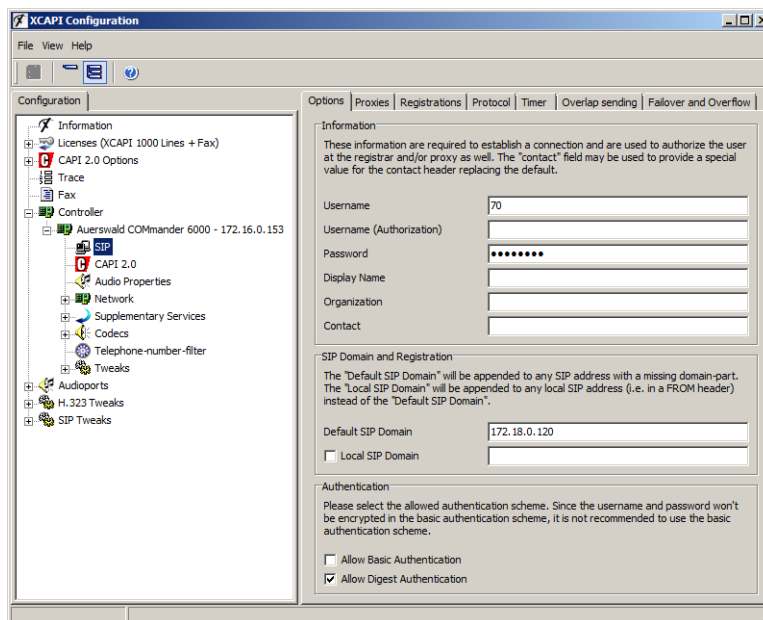 XCAPI Configuration
File View Help
Configuration
Information
Licenses (XCAPI 1000 Lines + Fax)
CAPI 2.0 Options
Trace
Fax
Controller
Auerswald COMmander 6000 - 172.16.0.153
SIP
CAPI 2.0
Audio Properties
Network
Supplementary Services
Codecs
Telephone-number-filter
Tweaks
Audioports
H.323 Tweaks
SIP Tweaks
Options Proxies Registrations Protocol Timer Overlap sending Failover and Overflow
Information
These information are required to establish a connection and are used to authorize the user
at the registrar and/or proxy as well. The "contact" field may be used to provide a special
value for the contact header replacing the default.
Username 70
Username (Authorization)
Password ••••••••
Display Name
Organization
Contact
SIP Domain and Registration
The "Default SIP Domain" will be appended to any SIP address with a missing domain-part.
The "Local SIP Domain" will be appended to any local SIP address (i.e. in a FROM header)
instead of the "Default SIP Domain".
Default SIP Domain 172.18.0.120
Local SIP Domain
Authentication
Please select the allowed authentication scheme. Since the username and password won't
be encrypted in the basic authentication scheme, it is not recommended to use the basic
authentication scheme.
Allow Basic Authentication
Allow Digest Authentication